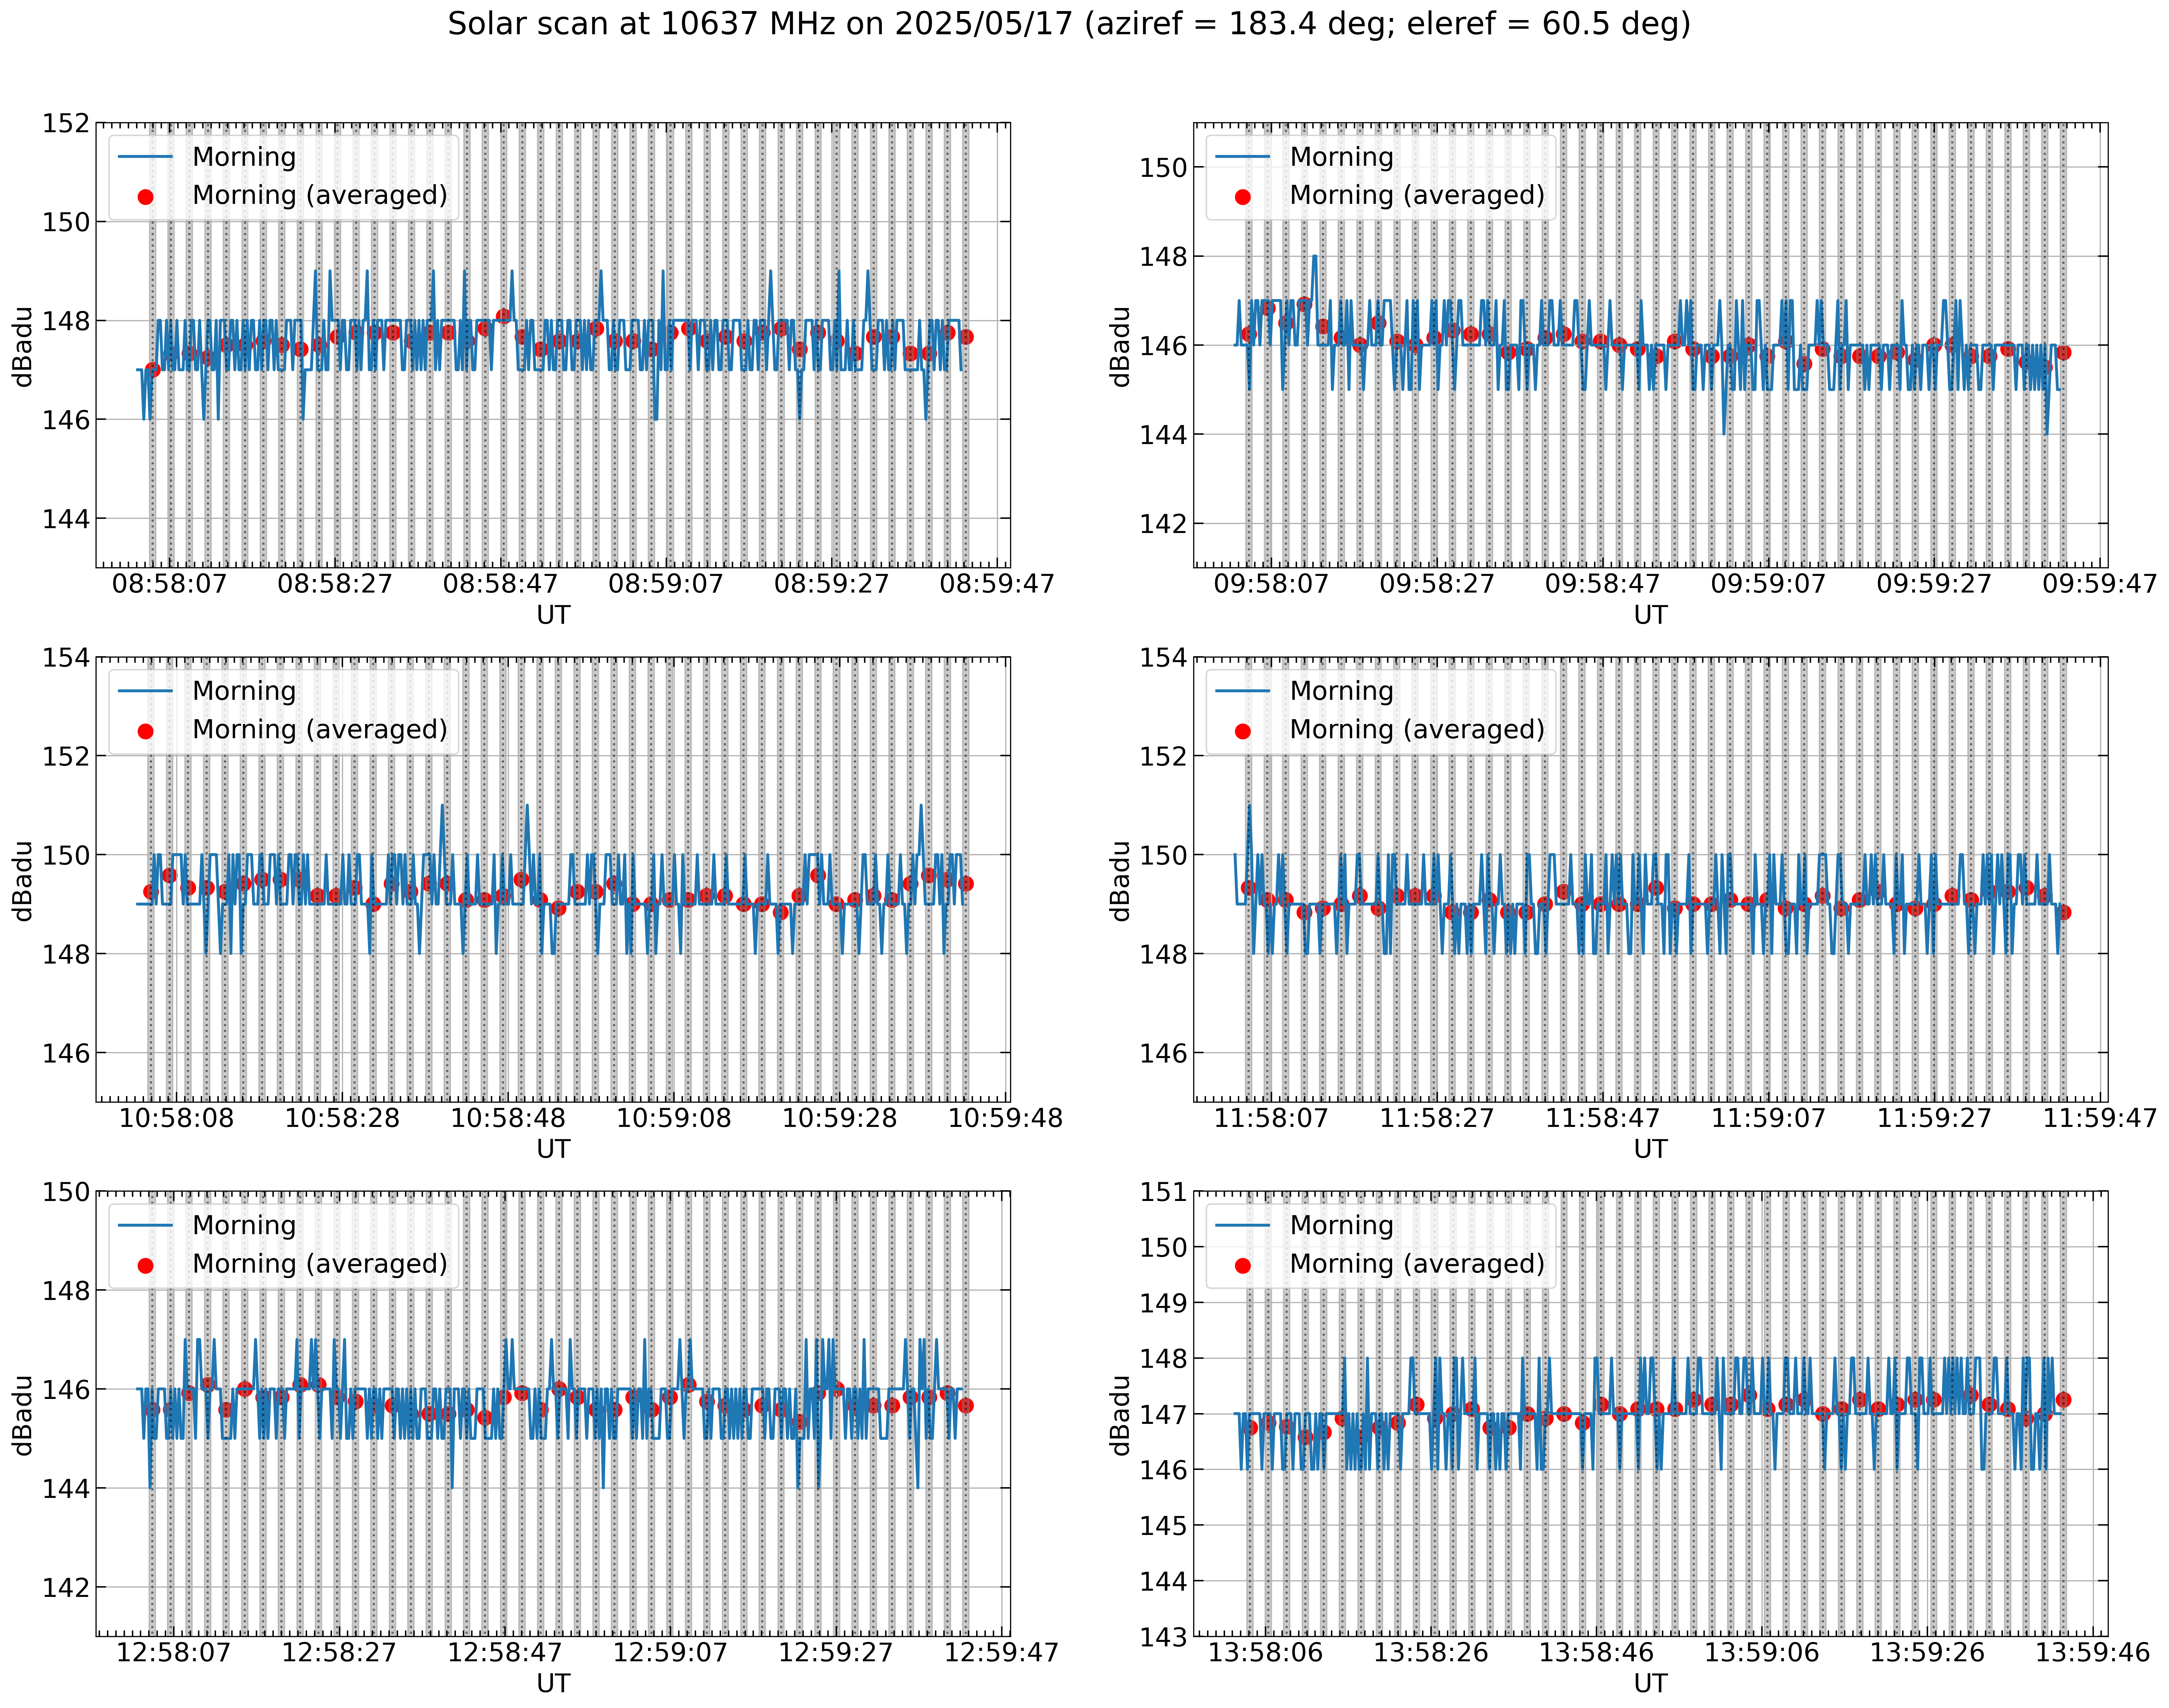 Solar scan at 10637 MHz on 2025/05/17 (aziref = 183.4 deg; eleref = 60.5 deg)
152
150
148
146
144
dBadu
Morning
Morning (averaged)
08:58:07 08:58:27 08:58:47 08:59:07 08:59:27 08:59:47
UT
150
148
146
144
142
dBadu
Morning
Morning (averaged)
09:58:07 09:58:27 09:58:47 09:59:07 09:59:27 09:59:47
UT
154
152
150
148
146
dBadu
Morning
Morning (averaged)
10:58:08 10:58:28 10:58:48 10:59:08 10:59:28 10:59:48
UT
154
152
150
148
146
dBadu
Morning
Morning (averaged)
11:58:07 11:58:27 11:58:47 11:59:07 11:59:27 11:59:47
UT
150
148
146
144
142
dBadu
Morning
Morning (averaged)
12:58:07 12:58:27 12:58:47 12:59:07 12:59:27 12:59:47
UT
151
150
149
148
147
146
145
144
143
dBadu
Morning
Morning (averaged)
13:58:06 13:58:26 13:58:46 13:59:06 13:59:26 13:59:46
UT